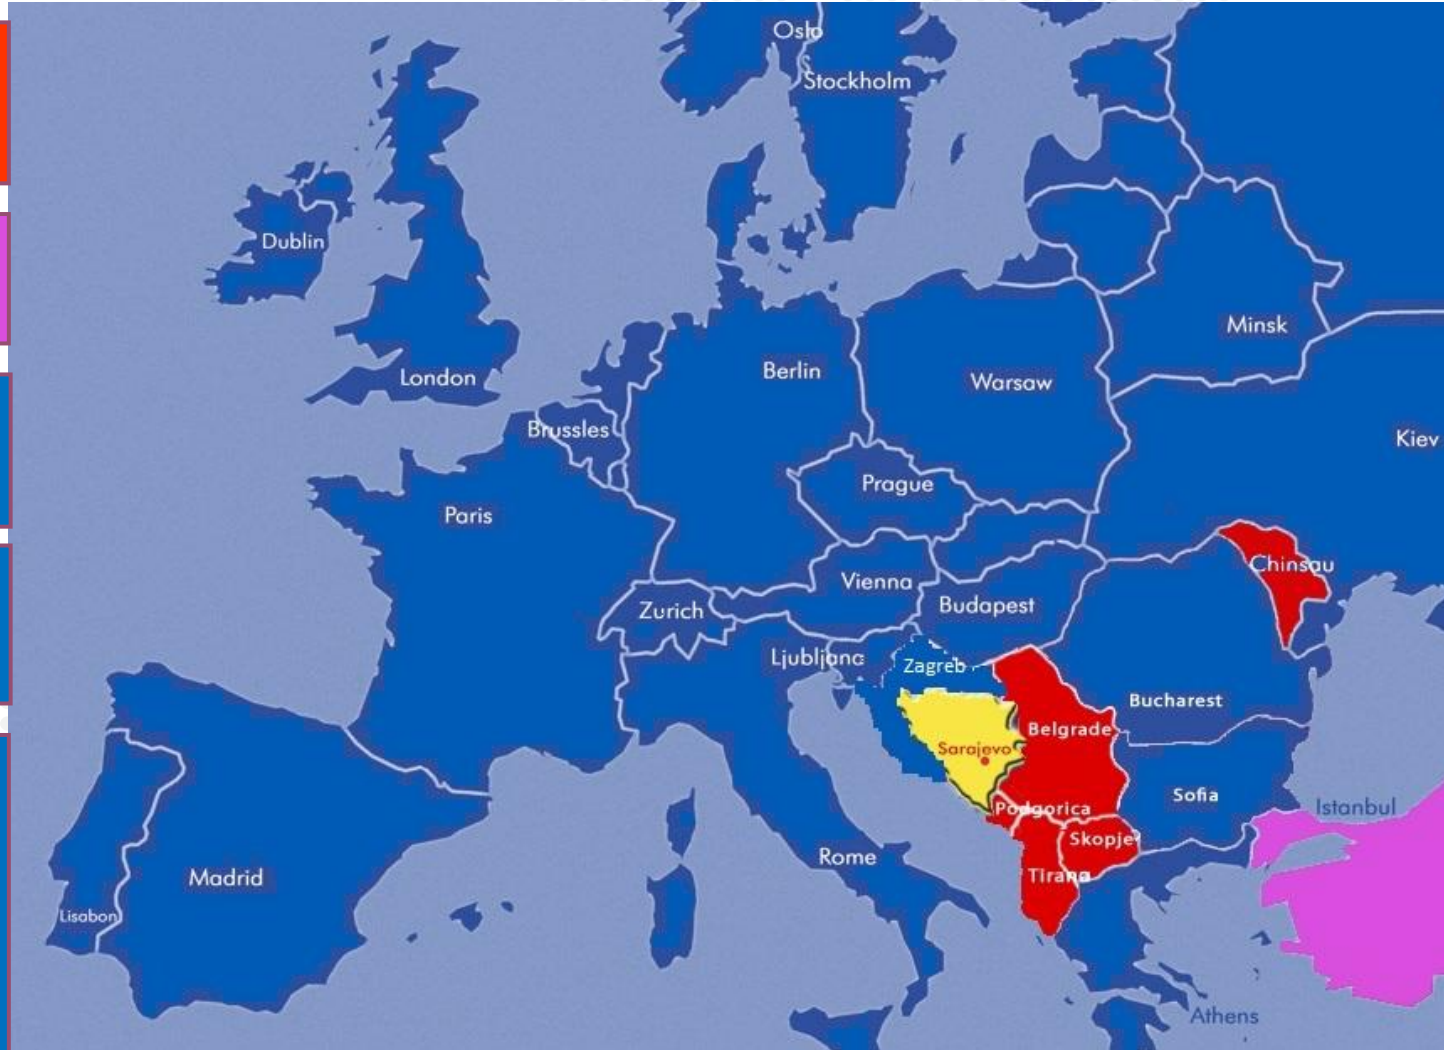 Oslo
Stockholm
Dublin
Minsk
London
Berlin
Warsaw
Brussles
Kiev
Prague
Paris
Chinsau
Vienna
Zurich
Budapest
Ljubljana
Zagreb
Bucharest
Belgrade
Sarajevo
Sofia
Podgorica
Istanbul
Skopje
Rome
Tirana
Madrid
Lisabon
Athens